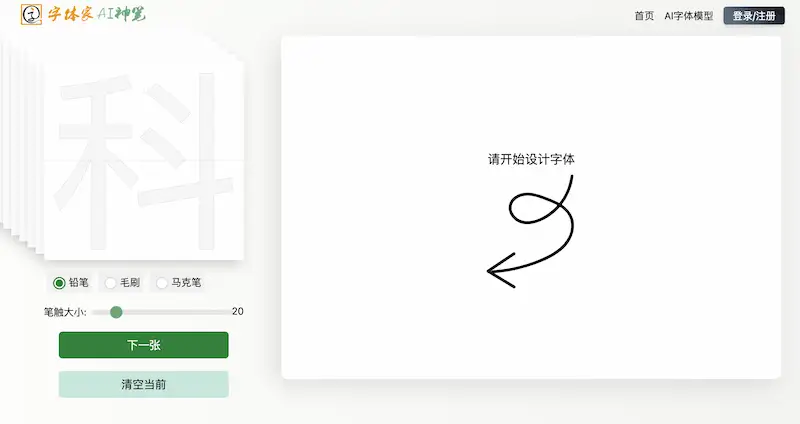 字体家AI神笔
首页 AI字体模型 登录/注册
科
请开始设计字体
铅笔 毛刷 马克笔
笔触大小: 20
下一张
清空当前